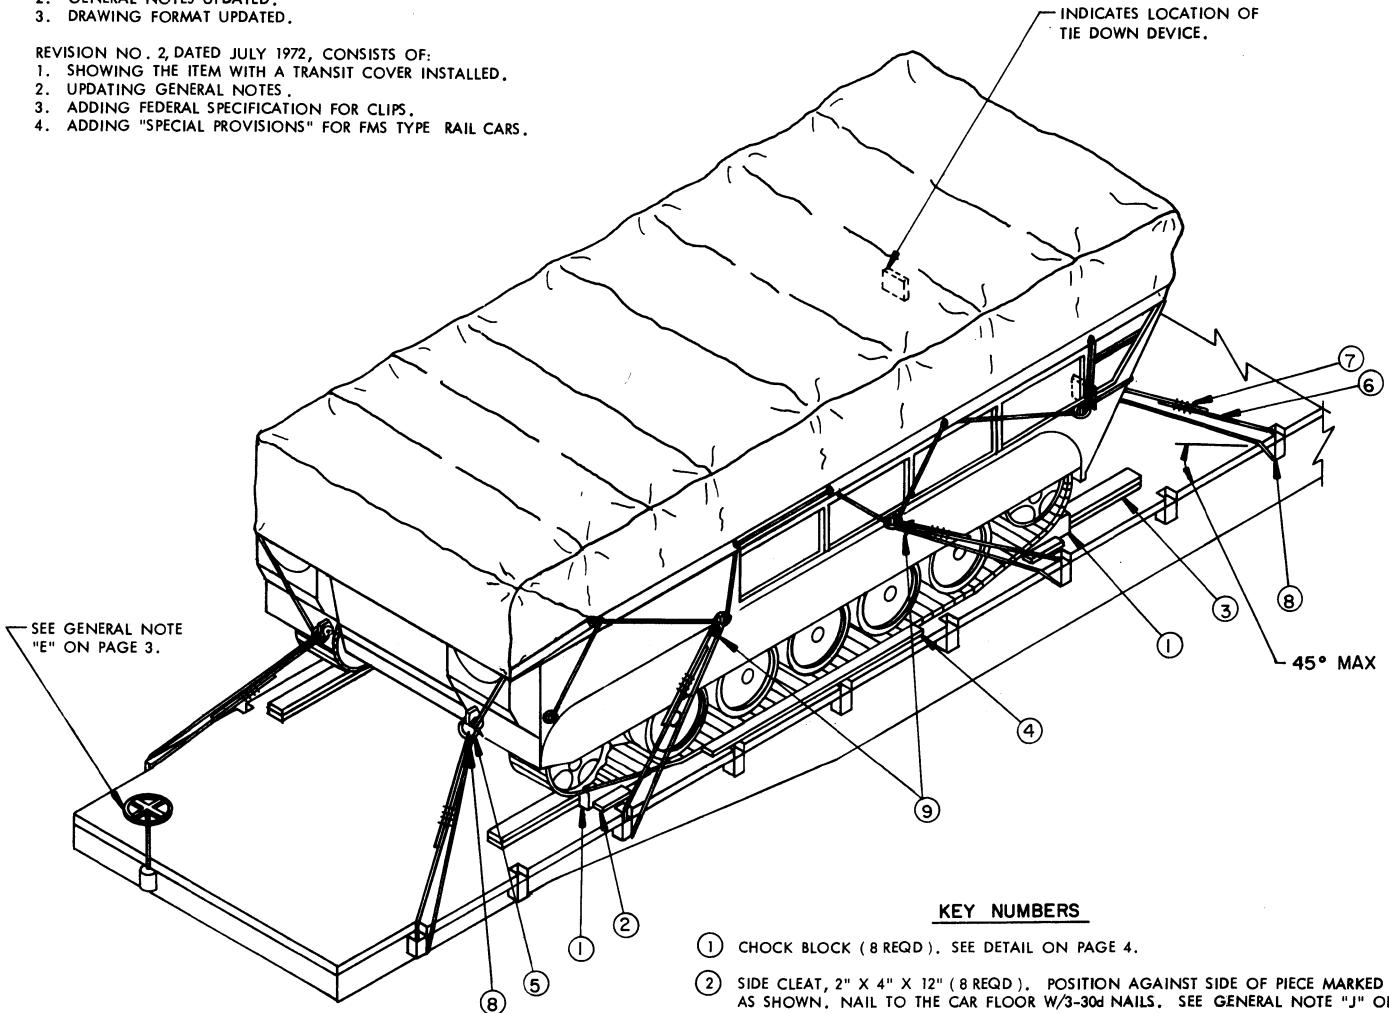 2. GENERAL NOTES UPDATED.
3. DRAWING FORMAT UPDATED.
REVISION NO. 2, DATED JULY 1972, CONSISTS OF:
1. SHOWING THE ITEM WITH A TRANSIT COVER INSTALLED.
2. UPDATING GENERAL NOTES.
3. ADDING FEDERAL SPECIFICATION FOR CLIPS.
4. ADDING "SPECIAL PROVISIONS" FOR FMS TYPE RAIL CARS.
INDICATES LOCATION OF
TIE DOWN DEVICE.
7
6
8
3
1
45° MAX
4
9
SEE GENERAL NOTE
"E" ON PAGE 3.
2
1
5
8
KEY NUMBERS
1 CHOCK BLOCK (8 REQD). SEE DETAIL ON PAGE 4.
2 SIDE CLEAT, 2" X 4" X 12" (8 REQD). POSITION AGAINST SIDE OF PIECE MARKED
AS SHOWN. NAIL TO THE CAR FLOOR W/3-30d NAILS. SEE GENERAL NOTE "J"